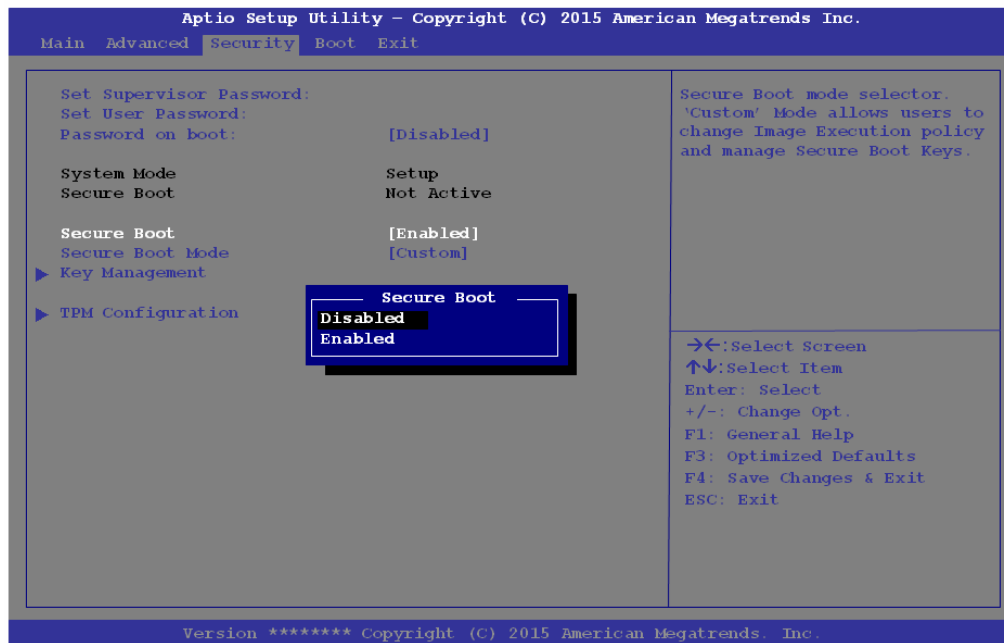 Aptio Setup Utility – Copyright (C) 2015 American Megatrends Inc.
Main Advanced Security Boot Exit
Set Supervisor Password:
Set User Password:
Password on boot: [Disabled]
System Mode Setup
Secure Boot Not Active
Secure Boot [Enabled]
Secure Boot Mode [Custom]
Key Management
TPM Configuration
Secure Boot
Disabled
Enabled
Secure Boot mode selector.
'Custom' Mode allows users to
change Image Execution policy
and manage Secure Boot Keys.
→←:Select Screen
↑↓:Select Item
Enter: Select
+/-: Change Opt.
F1: General Help
F3: Optimized Defaults
F4: Save Changes & Exit
ESC: Exit
Version ******** Copyright (C) 2015 American Megatrends. Inc.